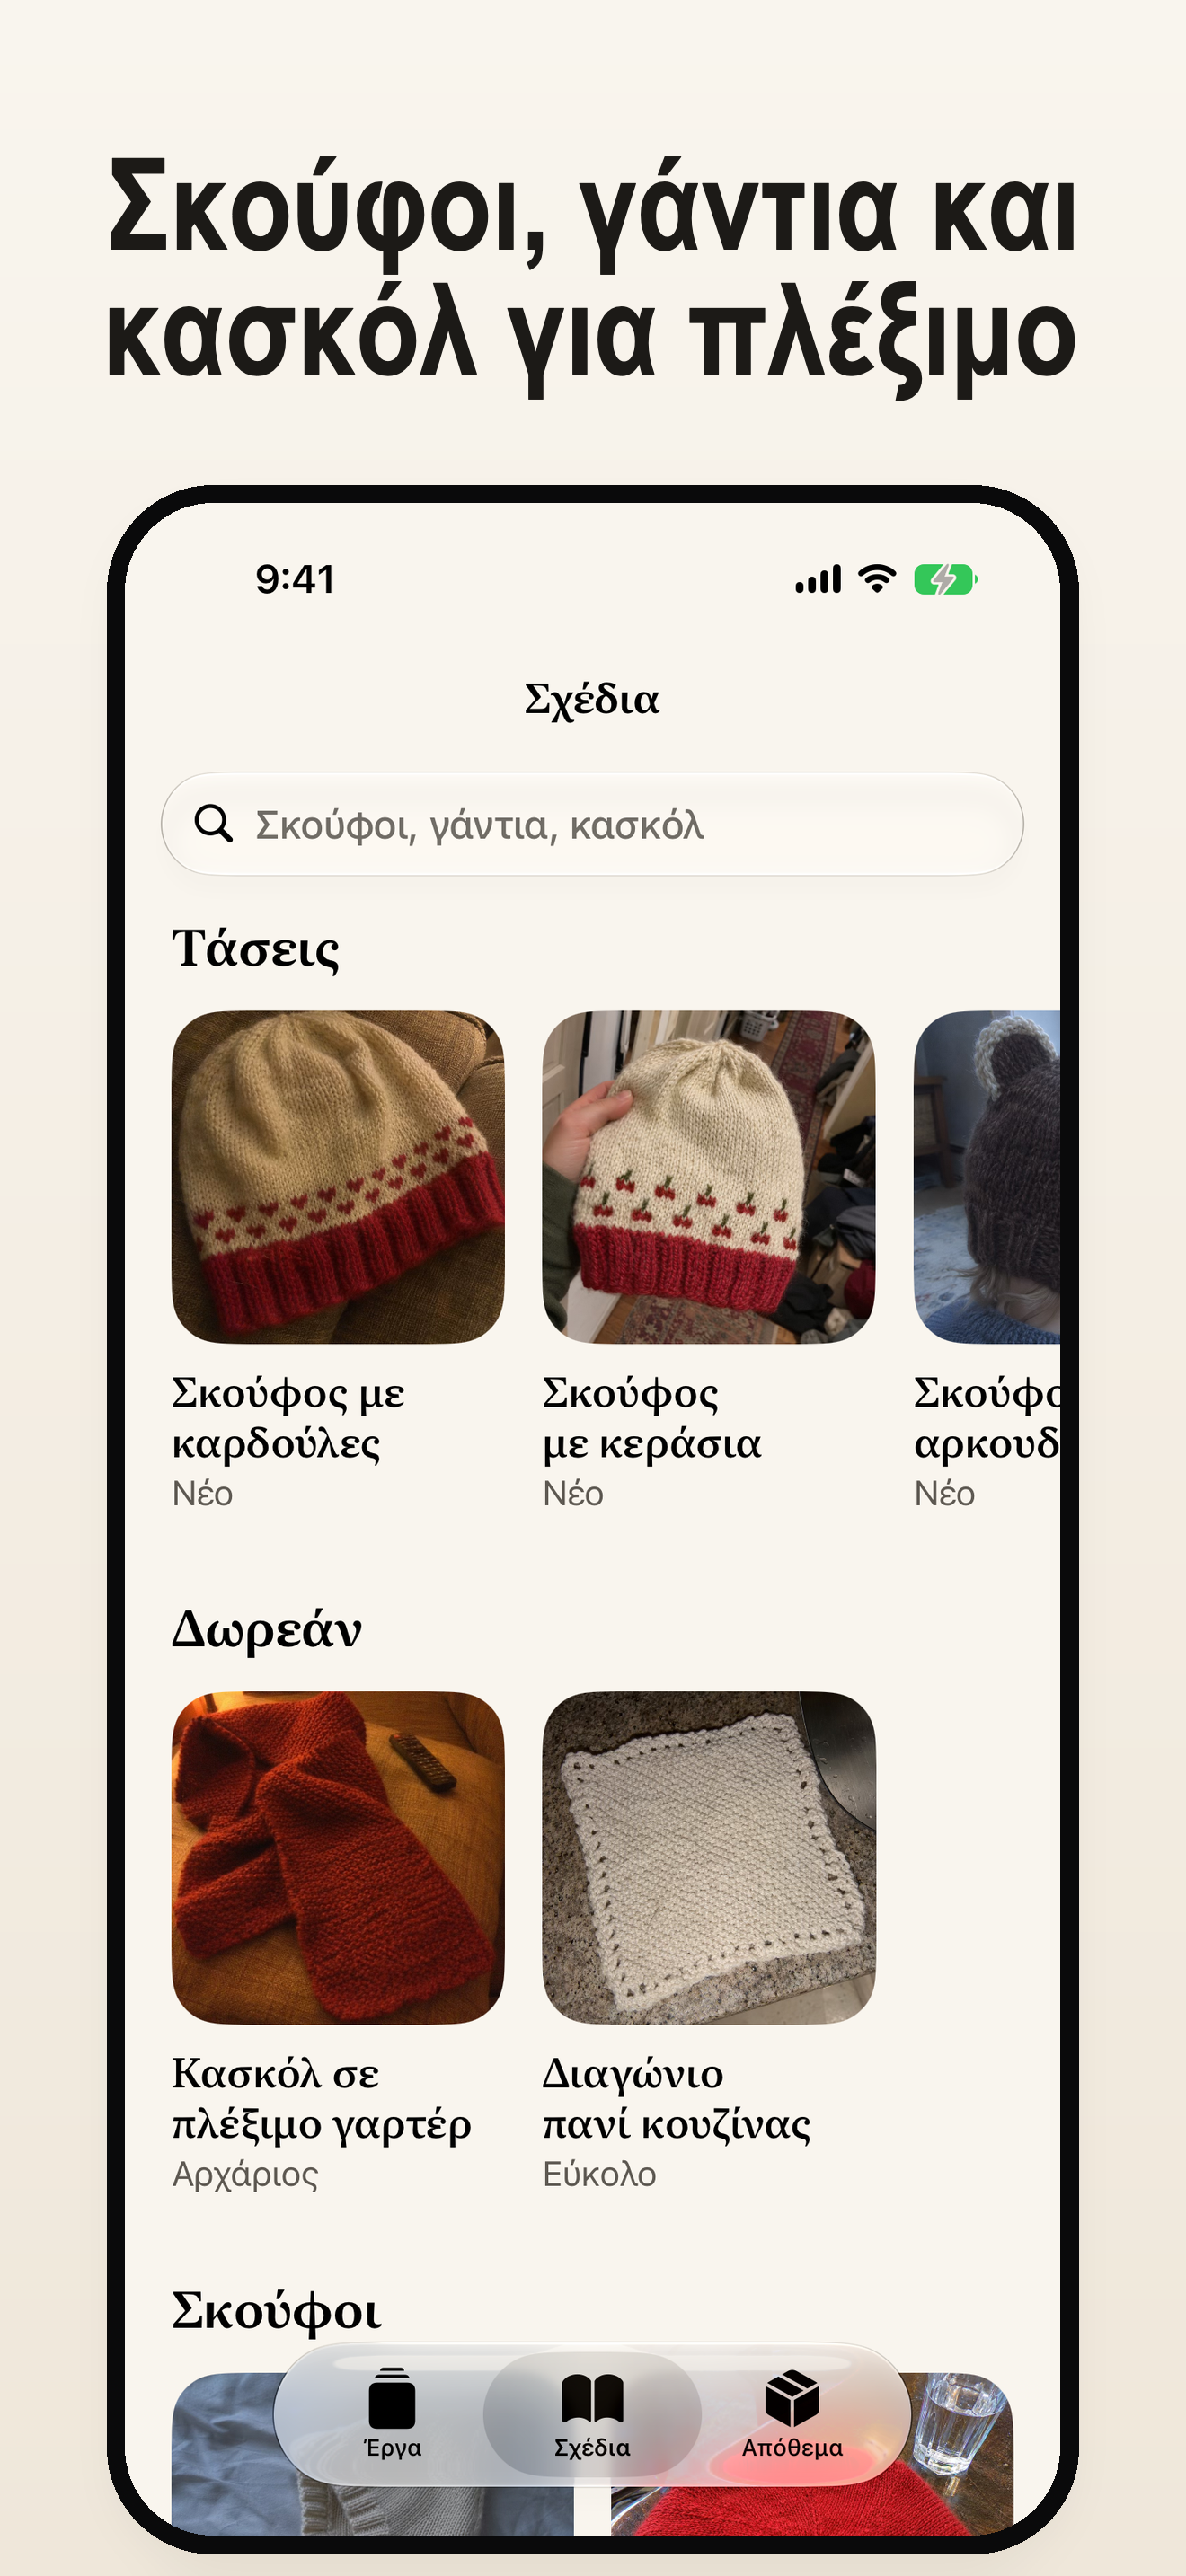 Σκούφοι, γάντια και
κασκόλ για πλέξιμο
9:41
Σχέδια
Σκούφοι, γάντια, κασκόλ
Τάσεις
Σκούφος με
καρδούλες
Νέο
Σκούφος
με κεράσια
Νέο
Νέο
Δωρεάν
Κασκόλ σε
πλέξιμο γαρτέρ
Αρχάριος
Διαγώνιο
πανί κουζίνας
Εύκολο
Σκούφοι
Έργα
Σχέδια
Απόθεμα